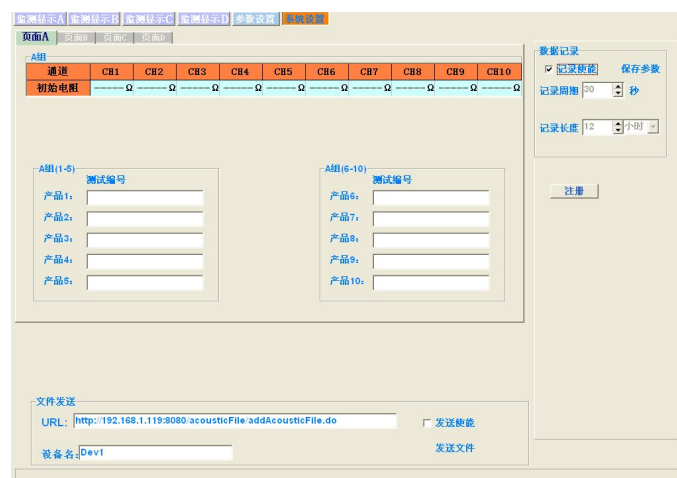 监测显示A 监测显示B 监测显示C 监测显示D 参数设置 系统设置
页面A 页面B 页面C 页面D
A组
通道 CH1 CH2 CH3 CH4 CH5 CH6 CH7 CH8 CH9 CH10
初始电阻 -----Ω -----Ω -----Ω -----Ω -----Ω -----Ω -----Ω -----Ω -----Ω -----Ω
A组(1-5)
测试编号
产品1:
产品2:
产品3:
产品4:
产品5:
A组(6-10)
测试编号
产品6:
产品7:
产品8:
产品9:
产品10:
数据记录
记录使能 保存参数
记录周期 30 秒
记录长度 12 小时
注册
文件发送
URL: http://192.168.1.119:8080/acousticFile/addAcousticFile.do
发送使能
设备名: Dev1
发送文件